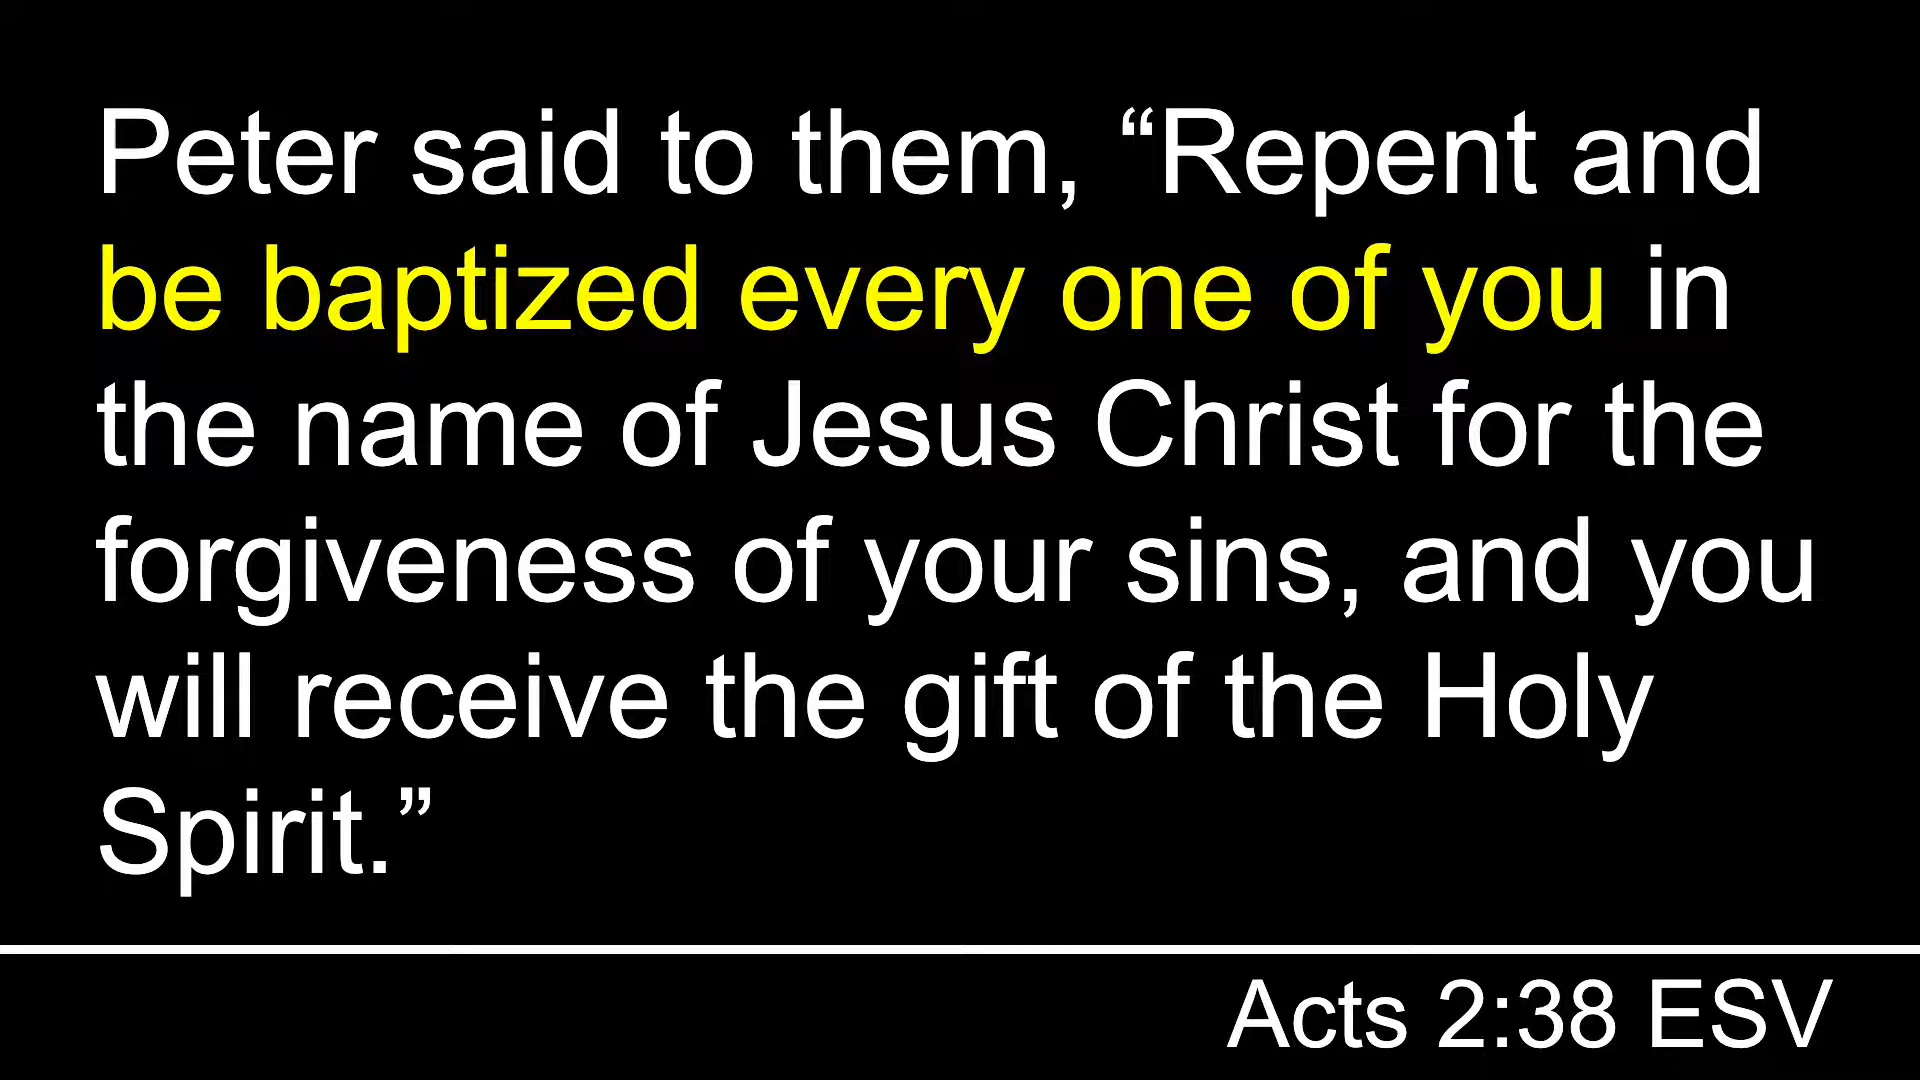 Peter said to them, “Repent and
be baptized every one of you in
the name of Jesus Christ for the
forgiveness of your sins, and you
will receive the gift of the Holy
Spirit.”
Acts 2:38 ESV